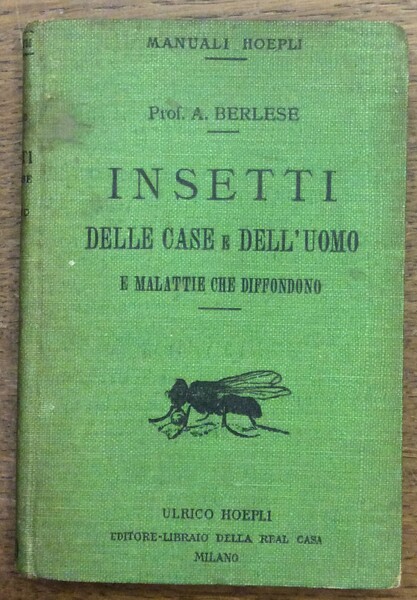 MANUALI HOEPLI
Prof. A. BERLESE
INSETTI
DELLE CASE E DELL'UOMO
E MALATTIE CHE DIFFONDONO
ULRICO HOEPLI
EDITORE-LIBRAIO DELLA REAL CASA
MILANO